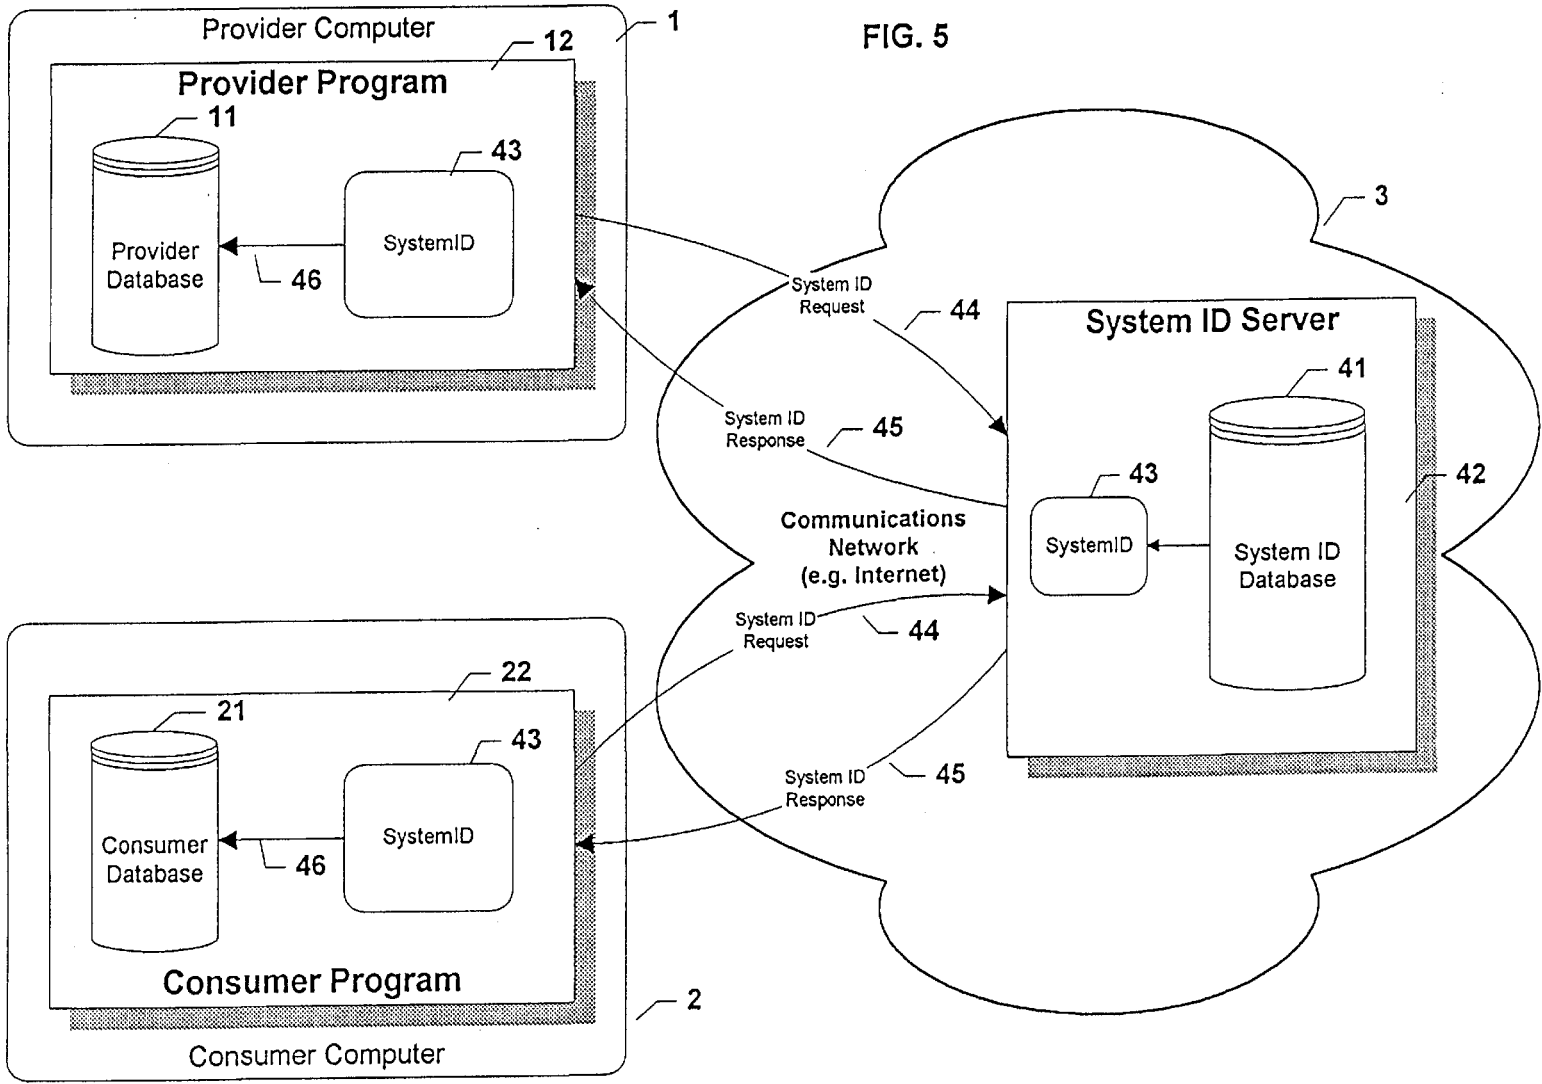 FIG. 5
Provider Computer
1
12
Provider Program
11
43
Provider
Database
SystemID
46
3
System ID
Request
44
System ID Server
41
System ID
Response
45
43
42
SystemID
System ID
Database
Communications
Network
(e.g. Internet)
System ID
Request
44
22
21
43
Consumer
Database
SystemID
46
System ID
Response
45
Consumer Program
2
Consumer Computer